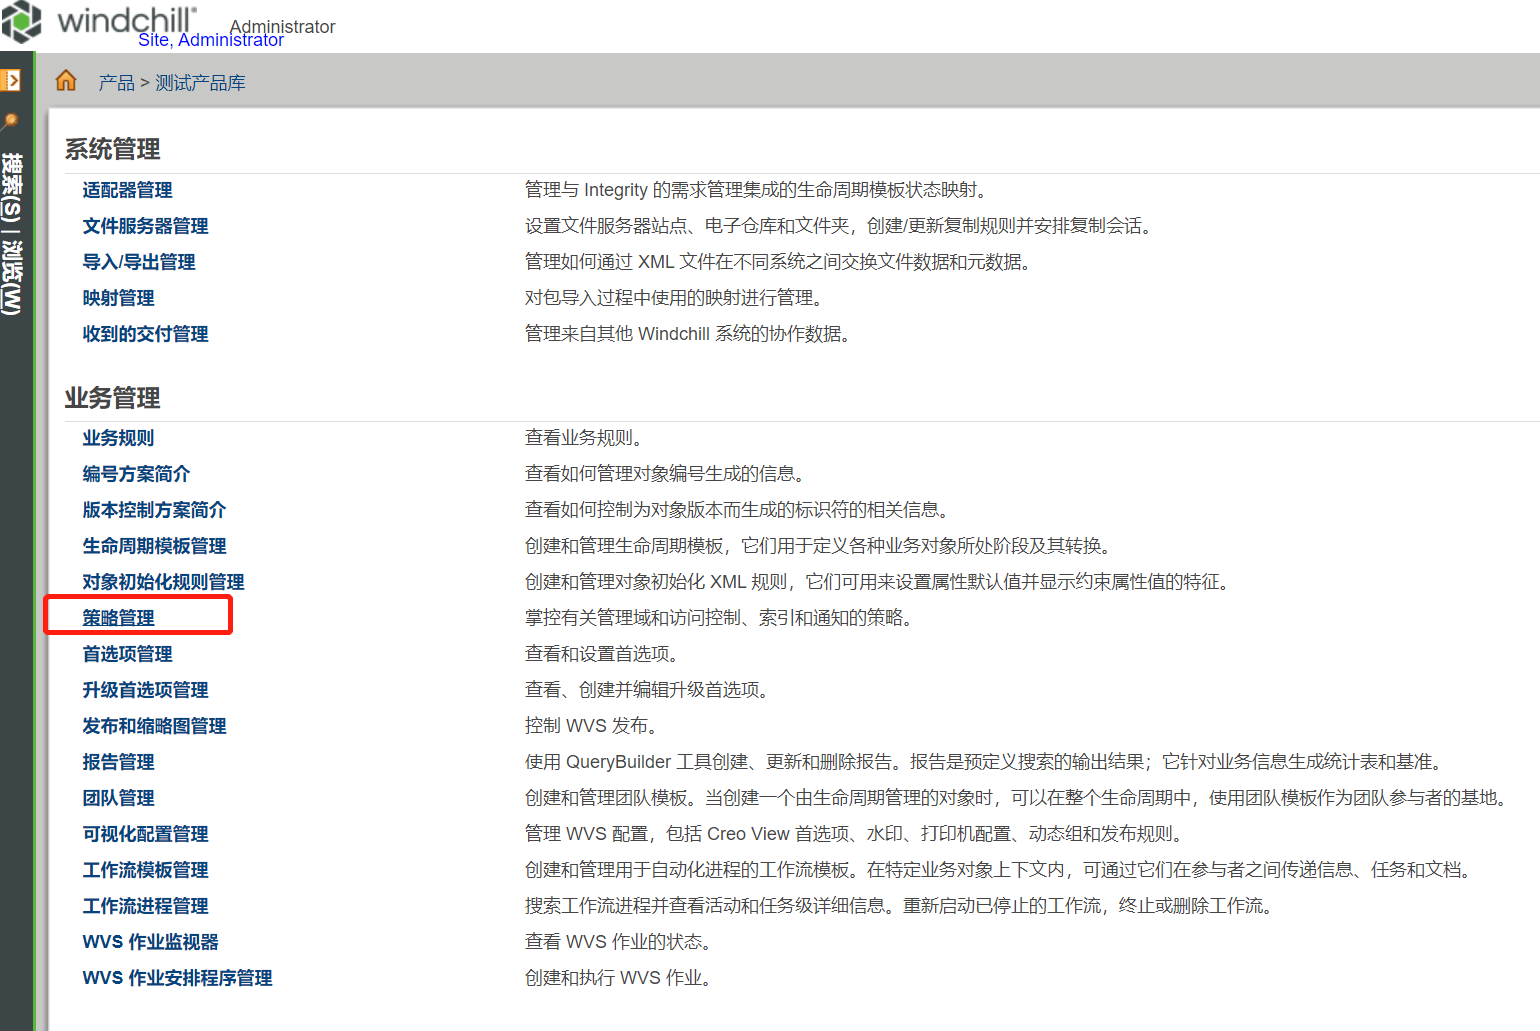 windchill® Administrator
Site, Administrator
产品 > 测试产品库
搜索(S) | 浏览(W)
系统管理
适配器管理 管理与 Integrity 的需求管理集成的生命周期模板状态映射。
文件服务器管理 设置文件服务器站点、电子仓库和文件夹，创建/更新复制规则并安排复制会话。
导入/导出管理 管理如何通过 XML 文件在不同系统之间交换文件数据和元数据。
映射管理 对包导入过程中使用的映射进行管理。
收到的交付管理 管理来自其他 Windchill 系统的协作数据。
业务管理
业务规则 查看业务规则。
编号方案简介 查看如何管理对象编号生成的信息。
版本控制方案简介 查看如何控制为对象版本而生成的标识符的相关信息。
生命周期模板管理 创建和管理生命周期模板，它们用于定义各种业务对象所处阶段及其转换。
对象初始化规则管理 创建和管理对象初始化 XML 规则，它们可用来设置属性默认值并显示约束属性值的特征。
策略管理 掌控有关管理域和访问控制、索引和通知的策略。
首选项管理 查看和设置首选项。
升级首选项管理 查看、创建并编辑升级首选项。
发布和缩略图管理 控制 WVS 发布。
报告管理 使用 QueryBuilder 工具创建、更新和删除报告。报告是预定义搜索的输出结果；它针对业务信息生成统计表和基准。
团队管理 创建和管理团队模板。当创建一个由生命周期管理的对象时，可以在整个生命周期中，使用团队模板作为团队参与者的基地。
可视化配置管理 管理 WVS 配置，包括 Creo View 首选项、水印、打印机配置、动态组和发布规则。
工作流模板管理 创建和管理用于自动化进程的工作流模板。在特定业务对象上下文内，可通过它们在参与者之间传递信息、任务和文档。
工作流进程管理 搜索工作流进程并查看活动和任务级详细信息。重新启动已停止的工作流，终止或删除工作流。
WVS 作业监视器 查看 WVS 作业的状态。
WVS 作业安排程序管理 创建和执行 WVS 作业。